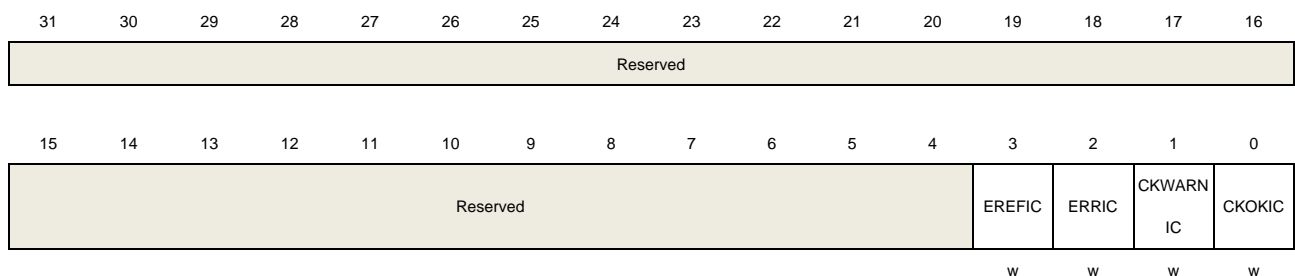 31 30 29 28 27 26 25 24 23 22 21 20 19 18 17 16
Reserved
15 14 13 12 11 10 9 8 7 6 5 4 3 2 1 0
Reserved EREFIC ERRIC CKWARN IC CKOKIC
w w w w